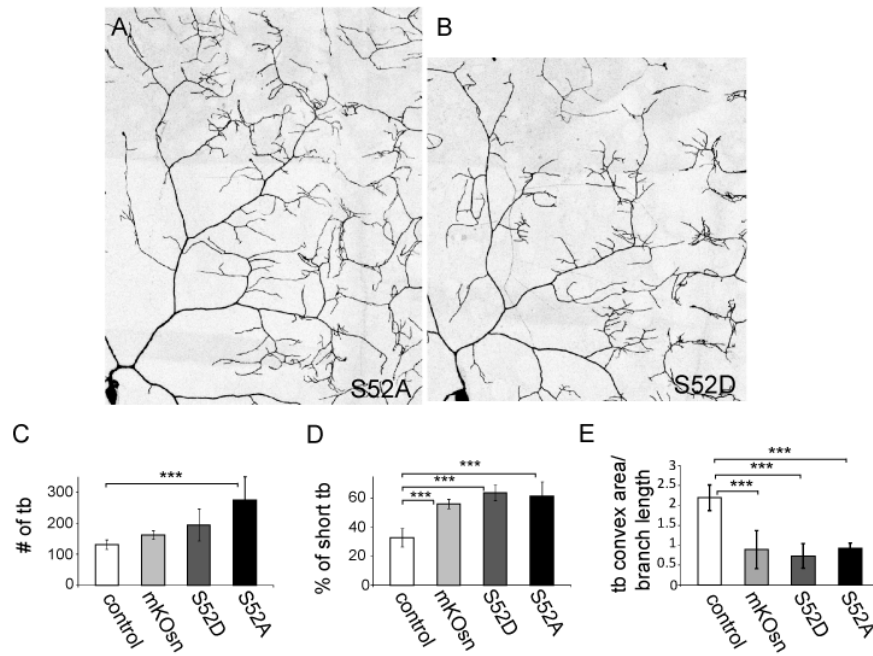 A
B
S52A
S52D
C
D
E
***
# of tb
300
200
100
0
control
mKOsn
S52D
S52A
***
***
***
% of short tb
60
40
20
0
control
mKOsn
S52D
S52A
***
***
***
tb convex area/
branch length
2.5
2
1.5
1
0.5
0
control
mKOsn
S52D
S52A